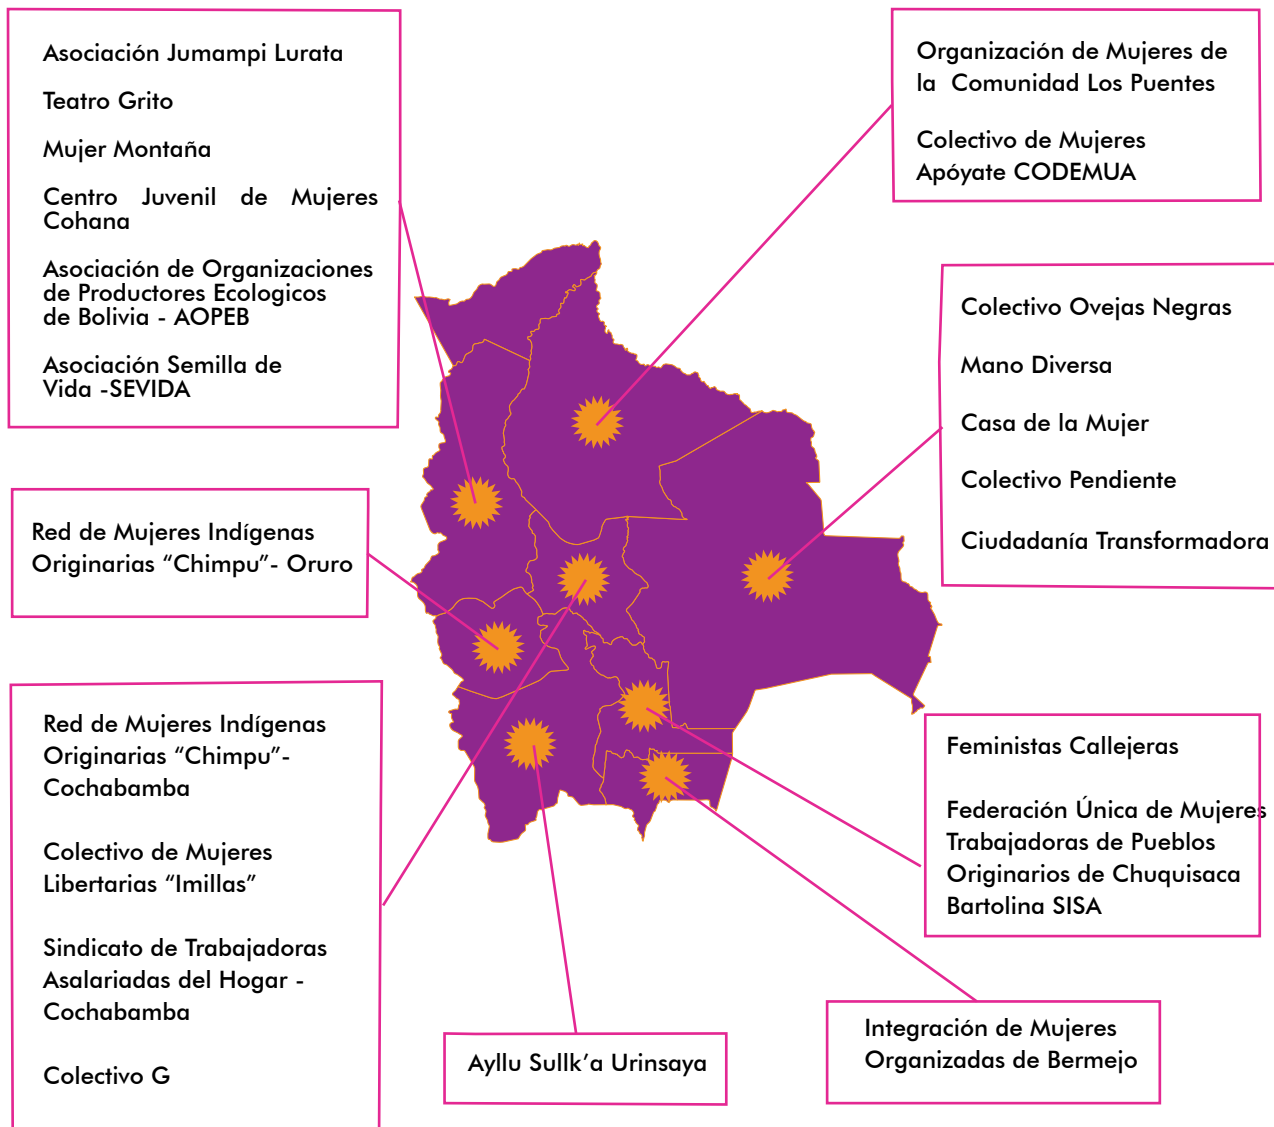 Asociación Jumampi Lurata
Teatro Grito
Mujer Montaña
Centro Juvenil de Mujeres
Cohana
Asociación de Organizaciones
de Productores Ecologicos
de Bolivia - AOPEB
Asociación Semilla de
Vida -SEVIDA
Organización de Mujeres de
la Comunidad Los Puentes
Colectivo de Mujeres
Apóyate CODEMUA
Colectivo Ovejas Negras
Mano Diversa
Casa de la Mujer
Colectivo Pendiente
Ciudadanía Transformadora
Red de Mujeres Indígenas
Originarias “Chimpu”- Oruro
Red de Mujeres Indígenas
Originarias “Chimpu”-
Cochabamba
Colectivo de Mujeres
Libertarias “Imillas”
Sindicato de Trabajadoras
Asalariadas del Hogar -
Cochabamba
Colectivo G
Feministas Callejeras
Federación Única de Mujeres
Trabajadoras de Pueblos
Originarios de Chuquisaca
Bartolina SISA
Ayllu Sullk’a Urinsaya
Integración de Mujeres
Organizadas de Bermejo